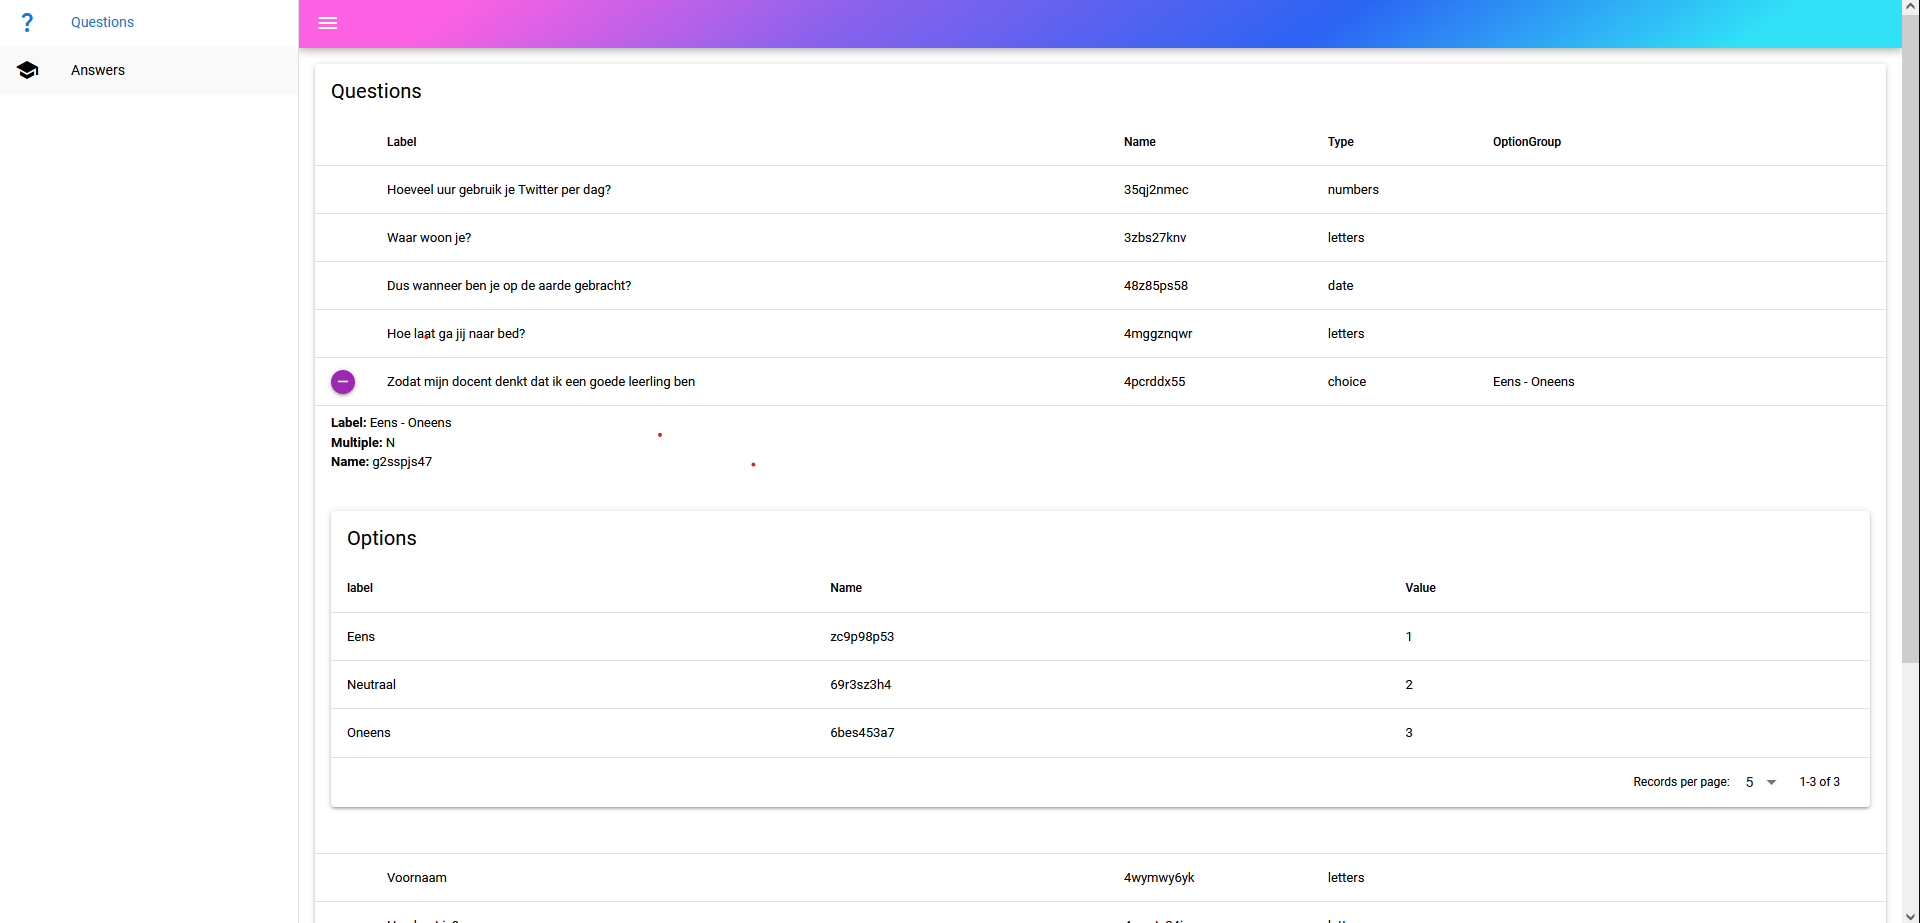 Questions
Answers
Questions
Label Name Type OptionGroup
Hoeveel uur gebruik je Twitter per dag? 35qj2nmec numbers
Waar woon je? 3zbs27knv letters
Dus wanneer ben je op de aarde gebracht? 48z85ps58 date
Hoe laat ga jij naar bed? 4mggznqwr letters
Zodat mijn docent denkt dat ik een goede leerling ben 4pcrddx55 choice Eens - Oneens
Label: Eens - Oneens
Multiple: N
Name: g2sspjs47
Options
label Name Value
Eens zc9p98p53 1
Neutraal 69r3sz3h4 2
Oneens 6bes453a7 3
Records per page: 5 1-3 of 3
Voornaam 4wymwy6yk letters